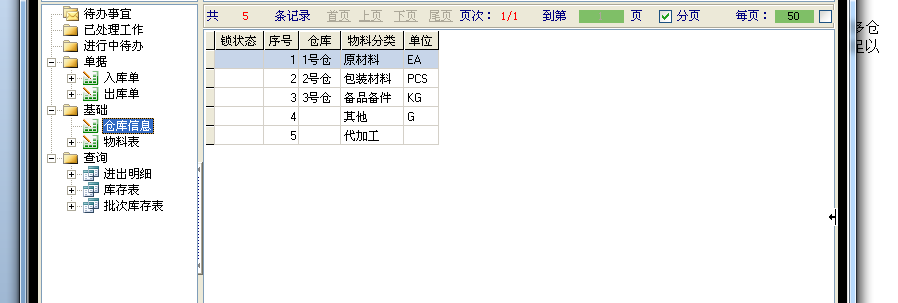 待办事宜
已处理工作
进行中待办
单据
入库单
出库单
基础
仓库信息
物料表
查询
进出明细
库存表
批次库存表
共 5 条记录 首页 上页 下页 尾页 页次： 1/1 到第 页 分页 每页： 50
锁状态 序号 仓库 物料分类 单位
1 1号仓 原材料 EA
2 2号仓 包装材料 PCS
3 3号仓 备品备件 KG
4 其他 G
5 代加工
仓
以